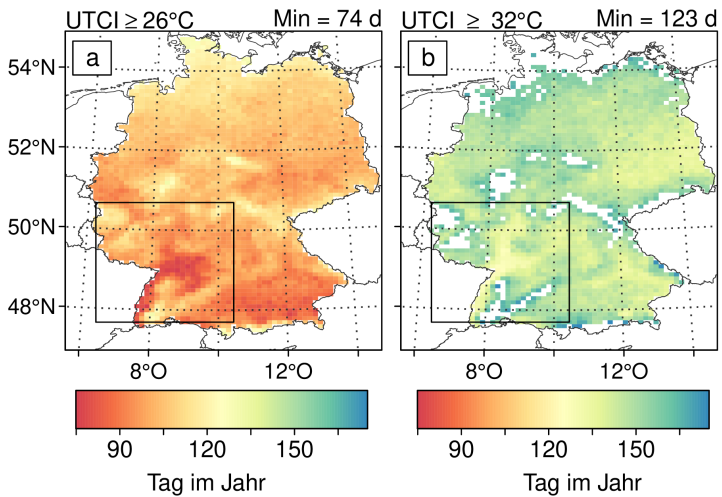 UTCI ≥ 26°C Min = 74 d UTCI ≥ 32°C Min = 123 d
a b
54°N
52°N
50°N
48°N
8°O 12°O 8°O 12°O
90 120 150 90 120 150
Tag im Jahr Tag im Jahr